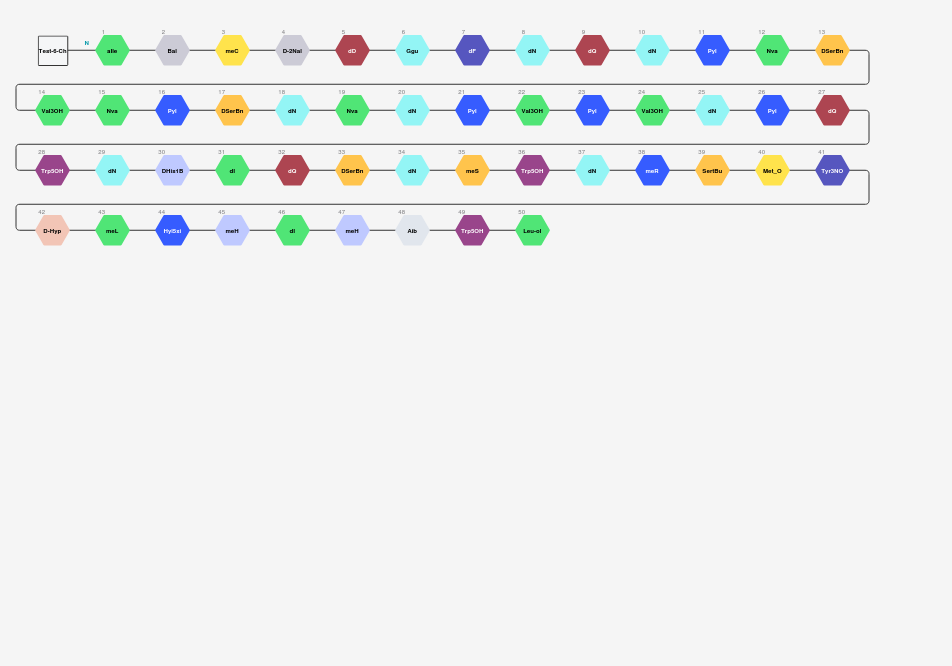 1 2 3 4 5 6 7 8 9 10 11 12 13
Test-6-Ch N aIle Bal meC D-2Nal dD Ggu dF dN dQ dN Pyl Nva DSerBn
14 15 16 17 18 19 20 21 22 23 24 25 26 27
Val3OH Nva Pyl DSerBn dN Nva dN Pyl Val3OH Pyl Val3OH dN Pyl dQ
28 29 30 31 32 33 34 35 36 37 38 39 40 41
Trp5OH dN DHis1B dI dQ DSerBn dN meS Trp5OH dN meR SertBu Met_O Tyr3NO
42 43 44 45 46 47 48 49 50
D-Hyp meL Hyl5xi meH dI meH Aib Trp5OH Leu-ol